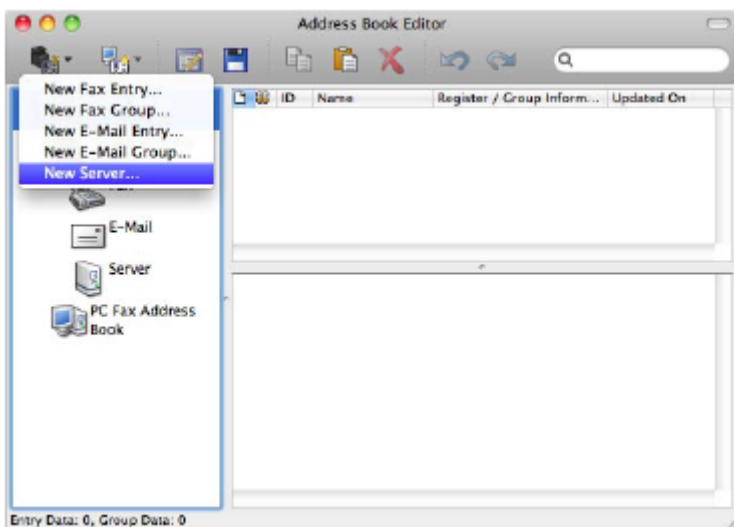 Address Book Editor
New Fax Entry...
New Fax Group...
New E-Mail Entry...
New E-Mail Group...
New Server...
ID Name Register / Group Inform... Updated On
Fax
E-Mail
Server
PC Fax Address
Book
Entry Data: 0, Group Data: 0